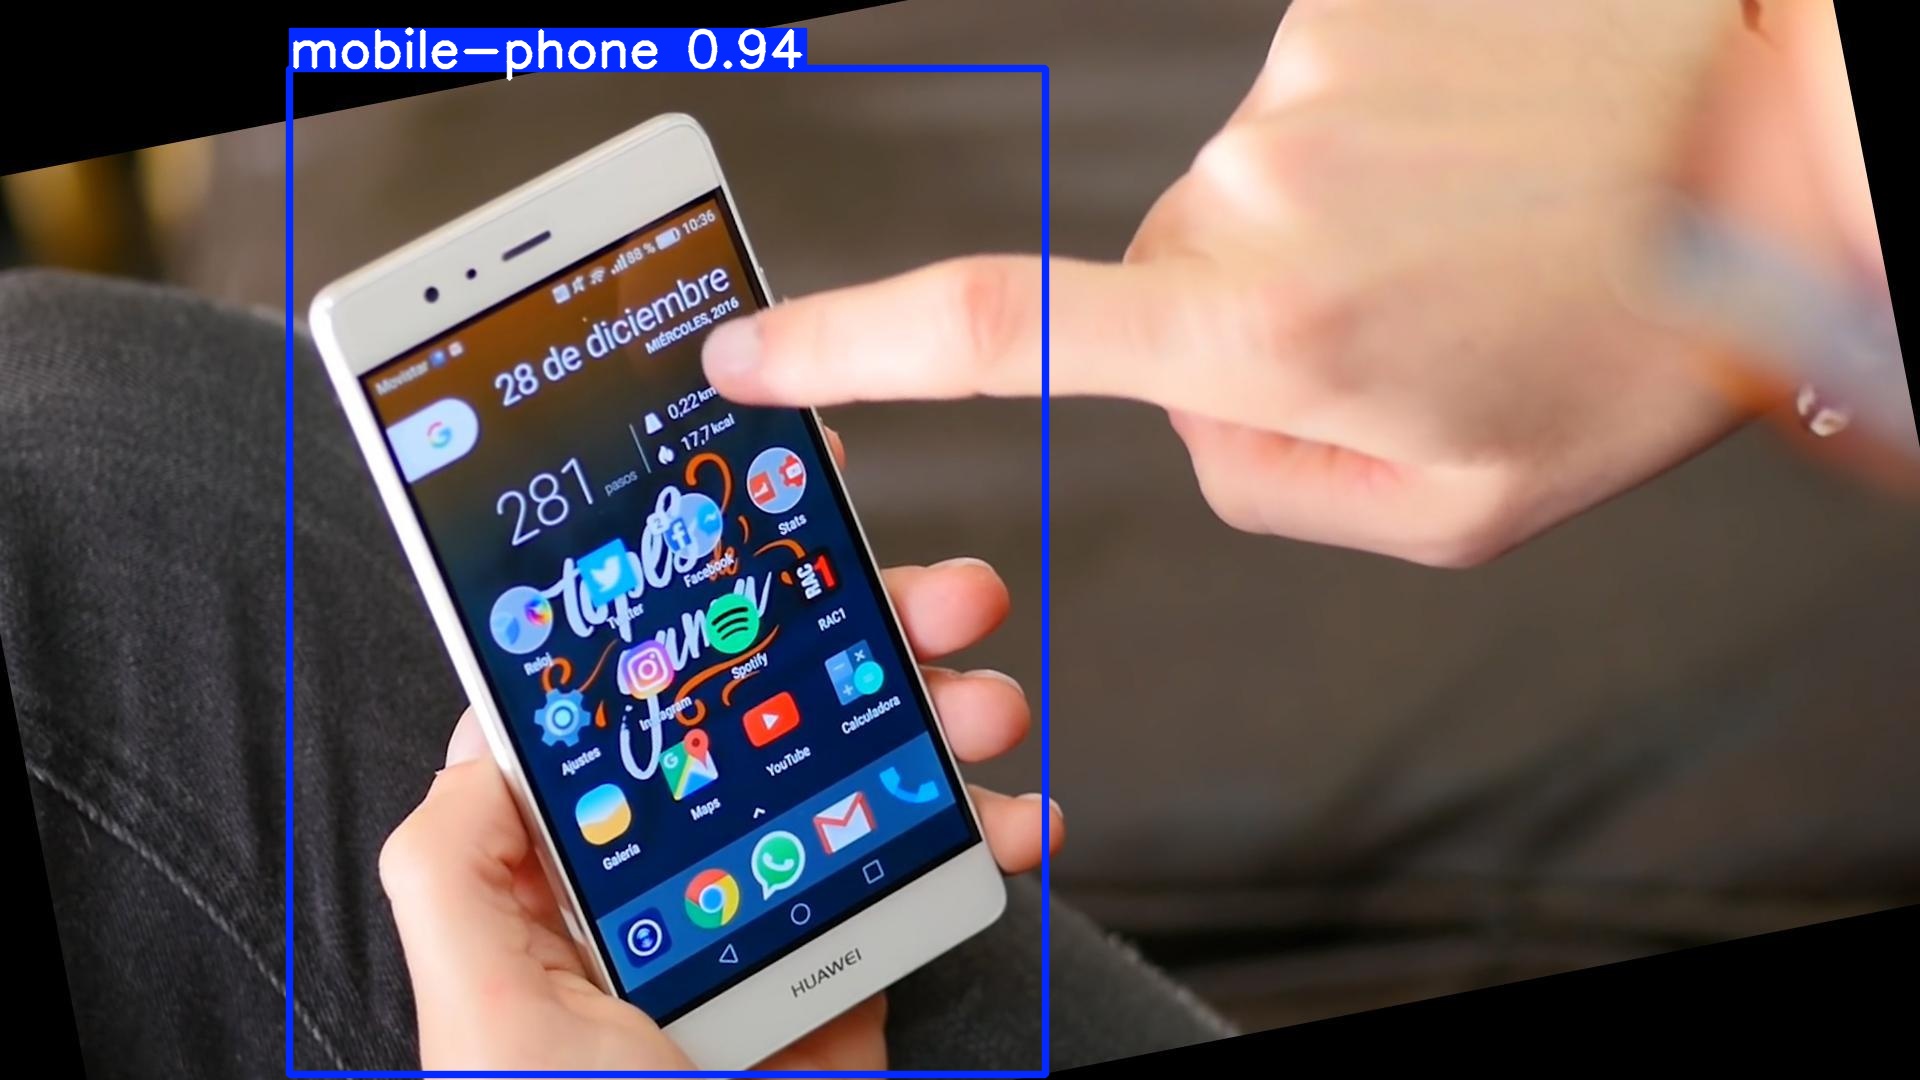 mobile-phone 0.94
88 % 10:36
Movistar
28 de diciembre
MIÉRCOLES, 2016
G
0,22 km
17,7 kcal
281 pasos
Stats
2
Facebook
Twitter
RAC1
RAC1
Reloj
Spotify
Instagram
Calculadora
Ajustes
YouTube
Maps
Galería
HUAWEI